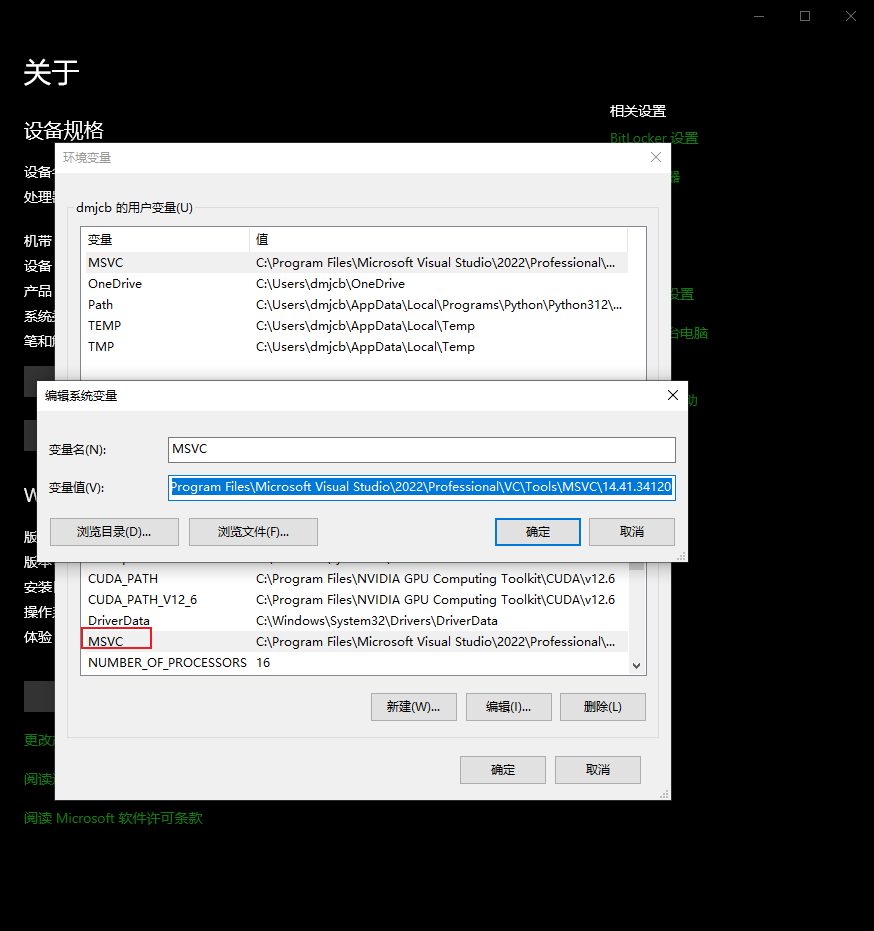 关于
设备规格
相关设置
BitLocker 设置
环境变量
设备
处理
器
dmjcb 的用户变量(U)
变量 值
机带
MSVC C:\Program Files\Microsoft Visual Studio\2022\Professional\...
设备
OneDrive C:\Users\dmjcb\OneDrive
产品
设置
Path C:\Users\dmjcb\AppData\Local\Programs\Python\Python312\...
系统
TEMP C:\Users\dmjcb\AppData\Local\Temp
台电脑
笔和
TMP C:\Users\dmjcb\AppData\Local\Temp
编辑系统变量
助
变量名(N): MSVC
变量值(V): Program Files\Microsoft Visual Studio\2022\Professional\VC\Tools\MSVC\14.41.34120
浏览目录(D)... 浏览文件(F)... 确定 取消
W
版
版本
CUDA_PATH C:\Program Files\NVIDIA GPU Computing Toolkit\CUDA\v12.6
安装
CUDA_PATH_V12_6 C:\Program Files\NVIDIA GPU Computing Toolkit\CUDA\v12.6
操作
DriverData C:\Windows\System32\Drivers\DriverData
体验
MSVC C:\Program Files\Microsoft Visual Studio\2022\Professional\...
NUMBER_OF_PROCESSORS 16
新建(W)... 编辑(I)... 删除(L)
更改
确定 取消
阅读
阅读 Microsoft 软件许可条款